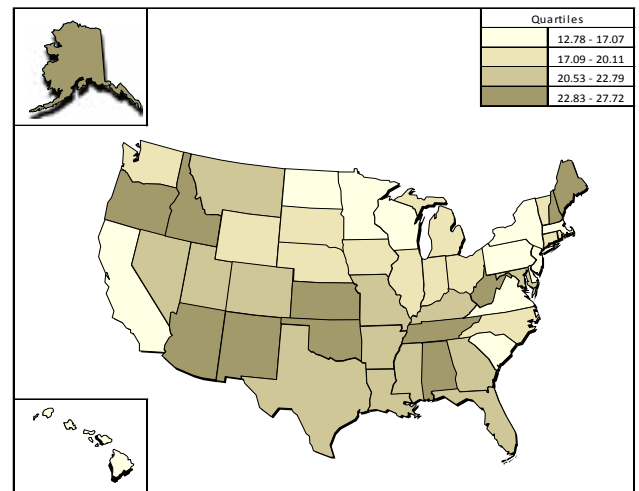 Quartiles
12.78 - 17.07
17.09 - 20.11
20.53 - 22.79
22.83 - 27.72